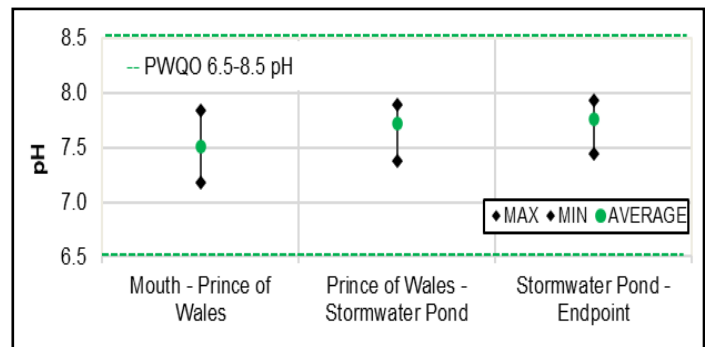 8.5
-- PWQO 6.5-8.5 pH
8.0
7.5
pH
7.0
◆MAX ◆MIN ●AVERAGE
6.5
Mouth - Prince of
Wales
Prince of Wales -
Stormwater Pond
Stormwater Pond -
Endpoint